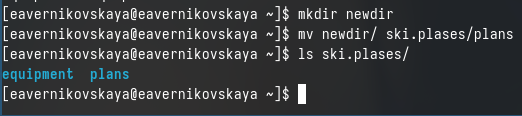 [eavernikovskaya@eavernikovskaya ~]$ mkdir newdir
[eavernikovskaya@eavernikovskaya ~]$ mv newdir/ ski.plases/plans
[eavernikovskaya@eavernikovskaya ~]$ ls ski.plases/
equipment  plans
[eavernikovskaya@eavernikovskaya ~]$